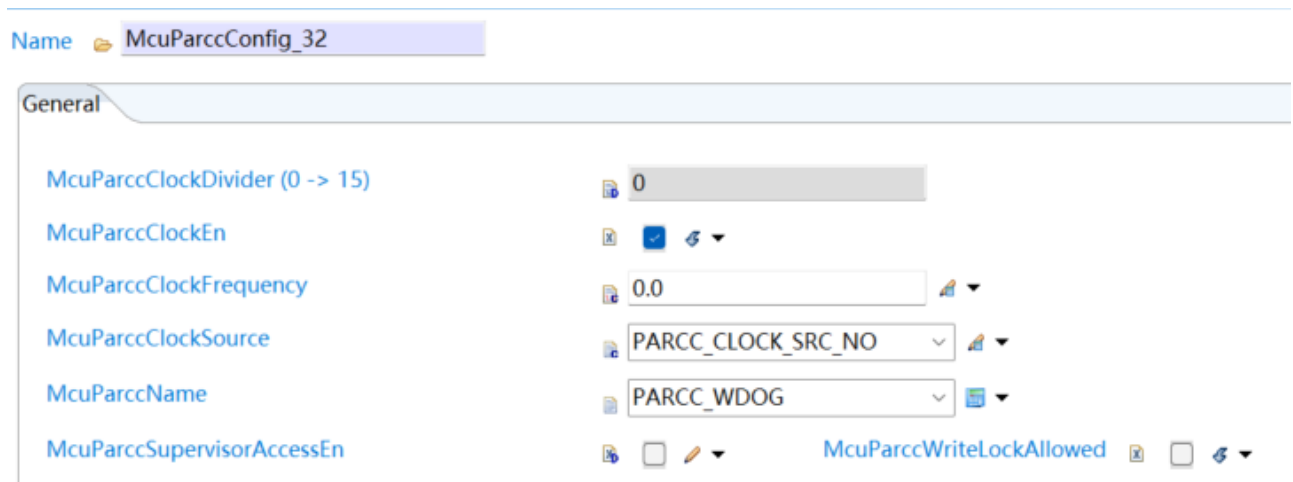 Name McuParccConfig_32
General
McuParccClockDivider (0 -> 15) 0
McuParccClockEn
McuParccClockFrequency 0.0
McuParccClockSource PARCC_CLOCK_SRC_NO
McuParccName PARCC_WDOG
McuParccSupervisorAccessEn McuParccWriteLockAllowed